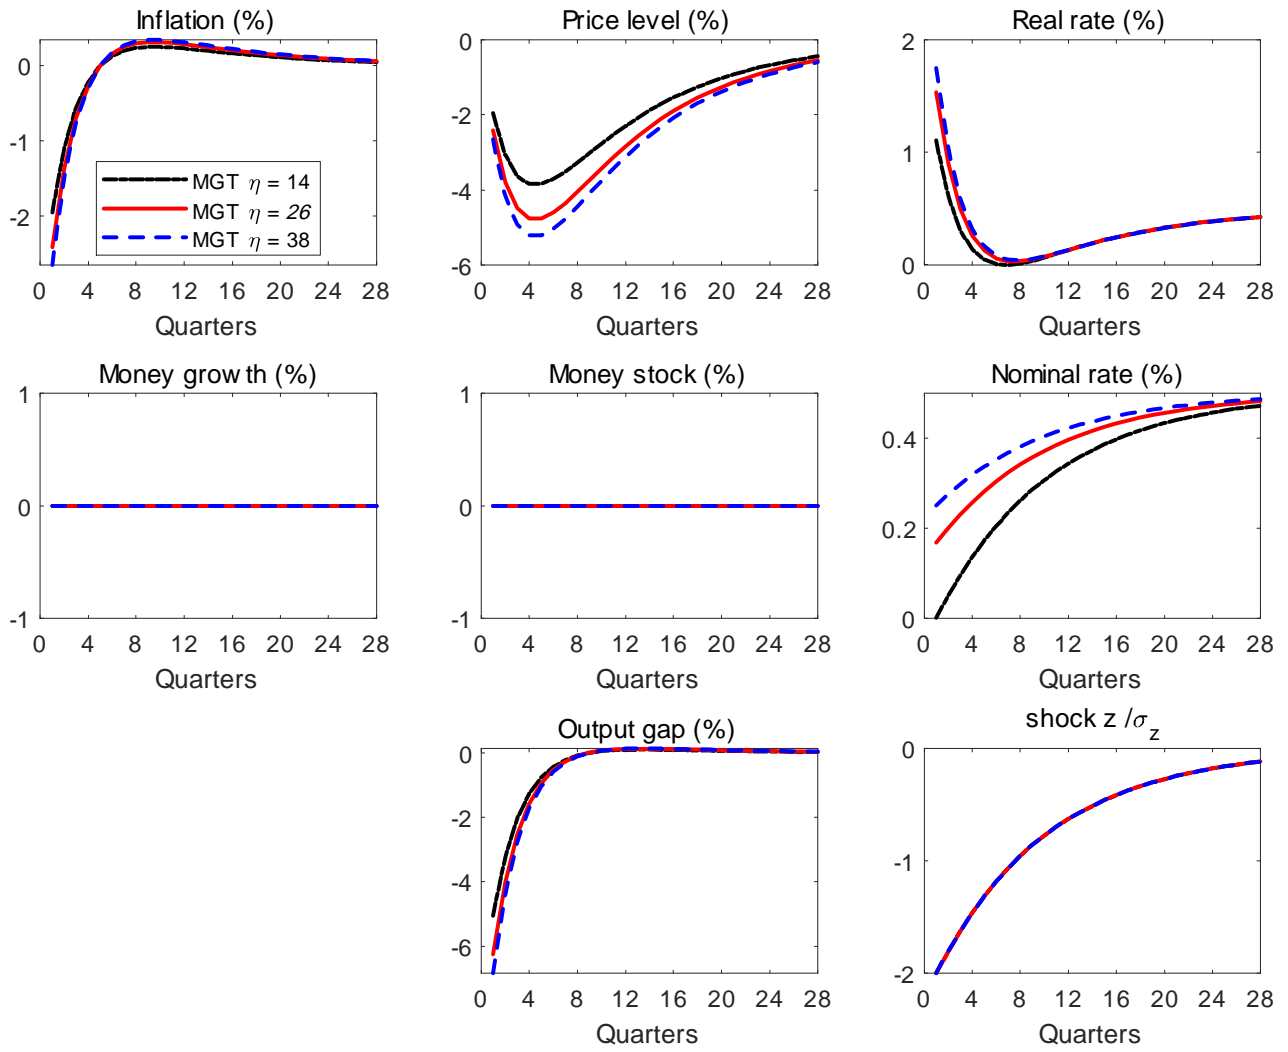 Inflation (%)
0
-1
-2
MGT η = 14
MGT η = 26
MGT η = 38
0 4 8 12 16 20 24 28
Quarters
Price level (%)
0
-2
-4
-6
0 4 8 12 16 20 24 28
Quarters
Real rate (%)
2
1
0
0 4 8 12 16 20 24 28
Quarters
Money growth (%)
1
0
-1
0 4 8 12 16 20 24 28
Quarters
Money stock (%)
1
0
-1
0 4 8 12 16 20 24 28
Quarters
Nominal rate (%)
0.4
0.2
0
0 4 8 12 16 20 24 28
Quarters
Output gap (%)
0
-2
-4
-6
0 4 8 12 16 20 24 28
Quarters
shock z /σ_z
0
-1
-2
0 4 8 12 16 20 24 28
Quarters